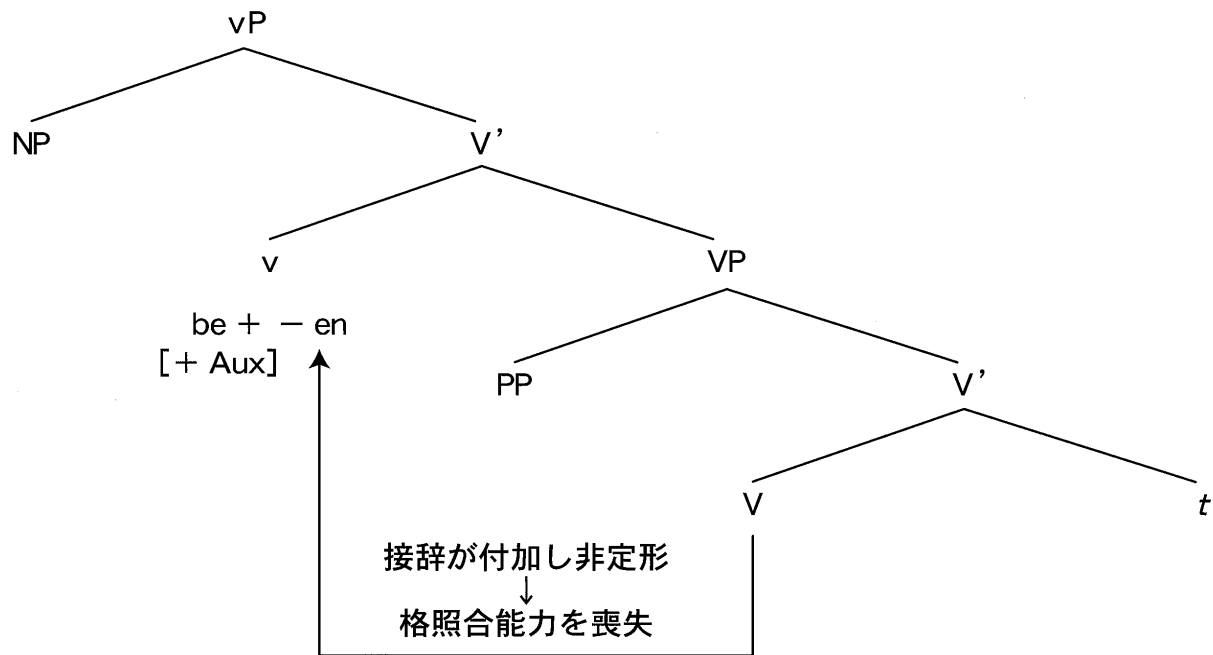 vP
NP
V’
v
VP
be + − en
[+ Aux]
PP
V’
V
t
接辞が付加し非定形
↓
格照合能力を喪失